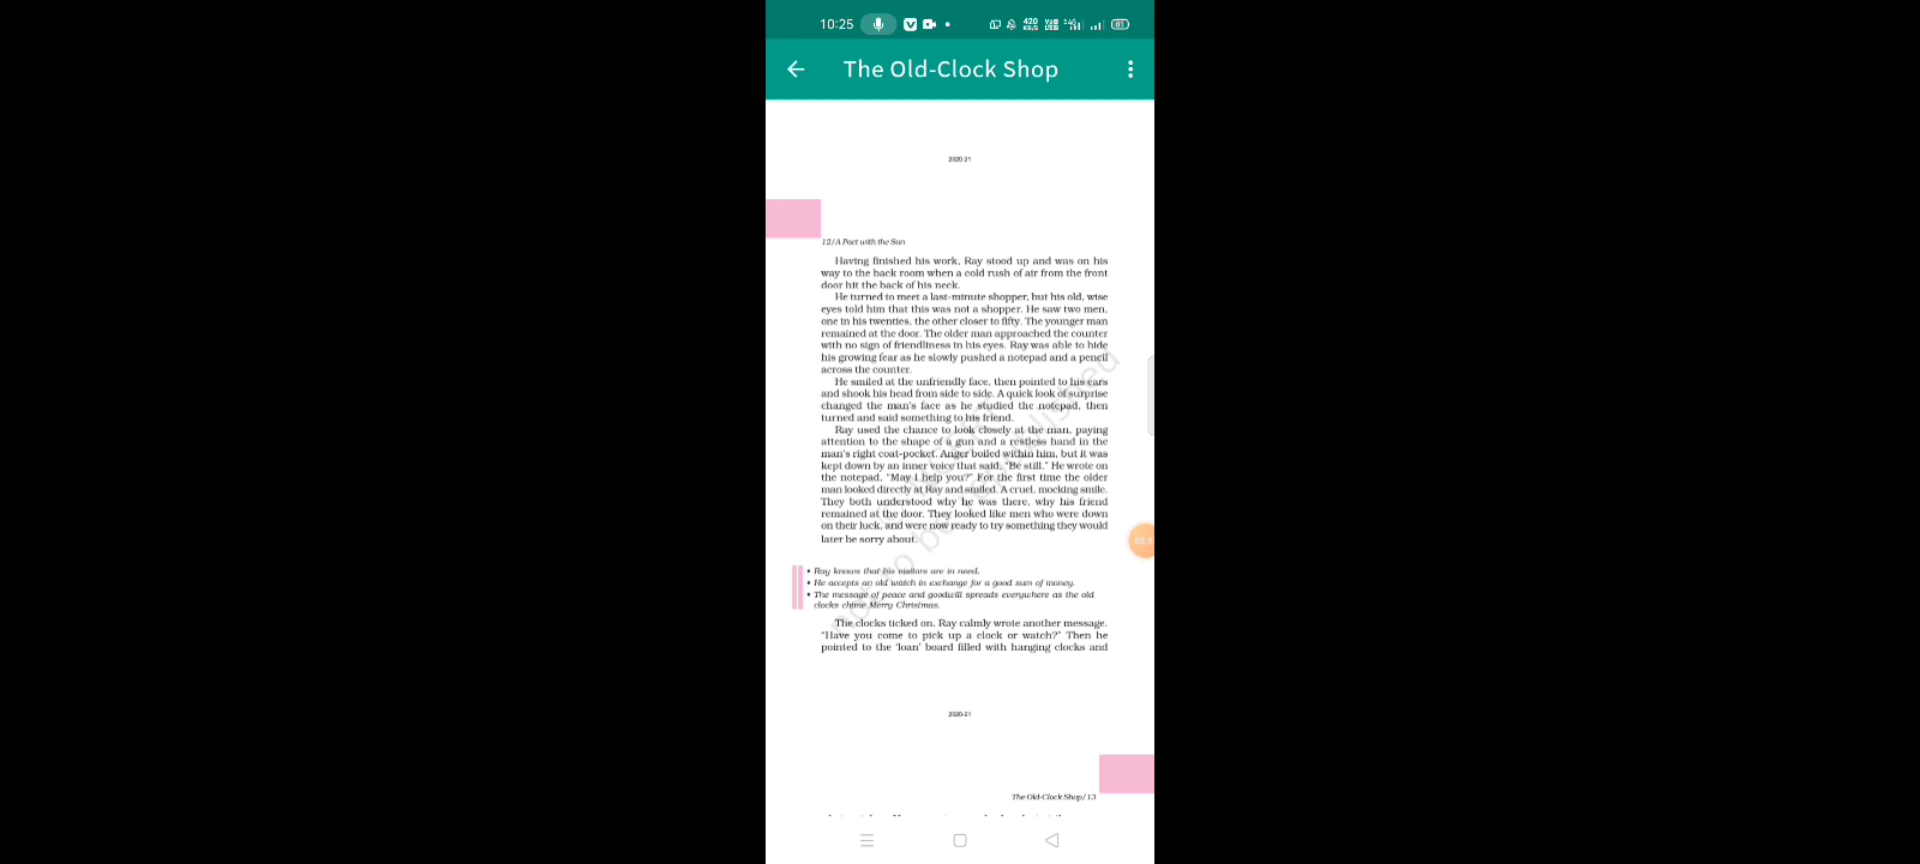 10:25
420
KB/S
81
The Old-Clock Shop
2020-21
12/A Pact with the Sun
Having finished his work, Ray stood up and was on his
way to the back room when a cold rush of air from the front
door hit the back of his neck.
He turned to meet a last-minute shopper, but his old, wise
eyes told him that this was not a shopper. He saw two men,
one in his twenties, the other closer to fifty. The younger man
remained at the door. The older man approached the counter
with no sign of friendliness in his eyes. Ray was able to hide
his growing fear as he slowly pushed a notepad and a pencil
across the counter.
He smiled at the unfriendly face, then pointed to his ears
and shook his head from side to side. A quick look of surprise
changed the man's face as he studied the notepad, then
turned and said something to his friend.
Ray used the chance to look closely at the man, paying
attention to the shape of a gun and a restless hand in the
man's right coat-pocket. Anger boiled within him, but it was
kept down by an inner voice that said, "Be still." He wrote on
the notepad, "May I help you?" For the first time the older
man looked directly at Ray and smiled. A cruel, mocking smile.
They both understood why he was there, why his friend
remained at the door. They looked like men who were down
on their luck, and were now ready to try something they would
later be sorry about.
• Ray knows that his visitors are in need.
• He accepts an old watch in exchange for a good sum of money.
• The message of peace and goodwill spreads everywhere as the old
clocks chime Merry Christmas.
The clocks ticked on. Ray calmly wrote another message.
"Have you come to pick up a clock or watch?" Then he
pointed to the 'loan' board filled with hanging clocks and
2020-21
The Old-Clock Shop/13